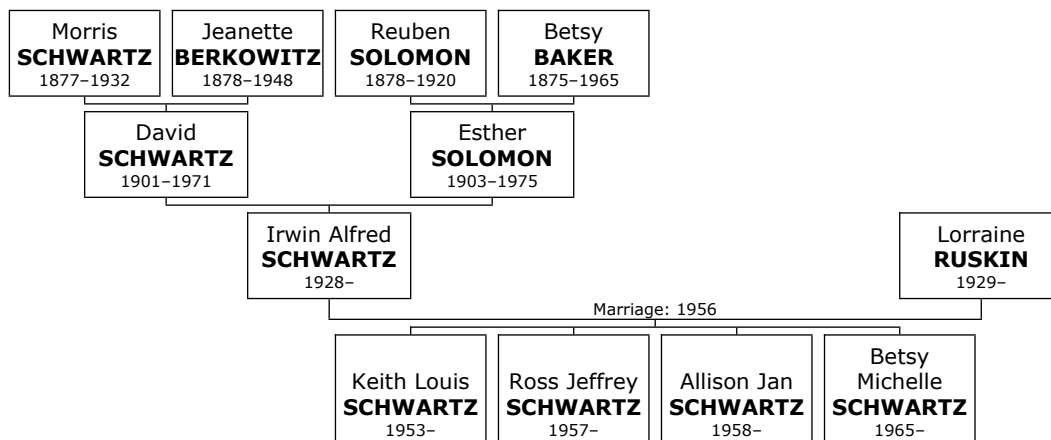 Morris
SCHWARTZ
1877–1932
Jeanette
BERKOWITZ
1878–1948
Reuben
SOLOMON
1878–1920
Betsy
BAKER
1875–1965
David
SCHWARTZ
1901–1971
Esther
SOLOMON
1903–1975
Irwin Alfred
SCHWARTZ
1928–
Lorraine
RUSKIN
1929–
Marriage: 1956
Keith Louis
SCHWARTZ
1953–
Ross Jeffrey
SCHWARTZ
1957–
Allison Jan
SCHWARTZ
1958–
Betsy
Michelle
SCHWARTZ
1965–